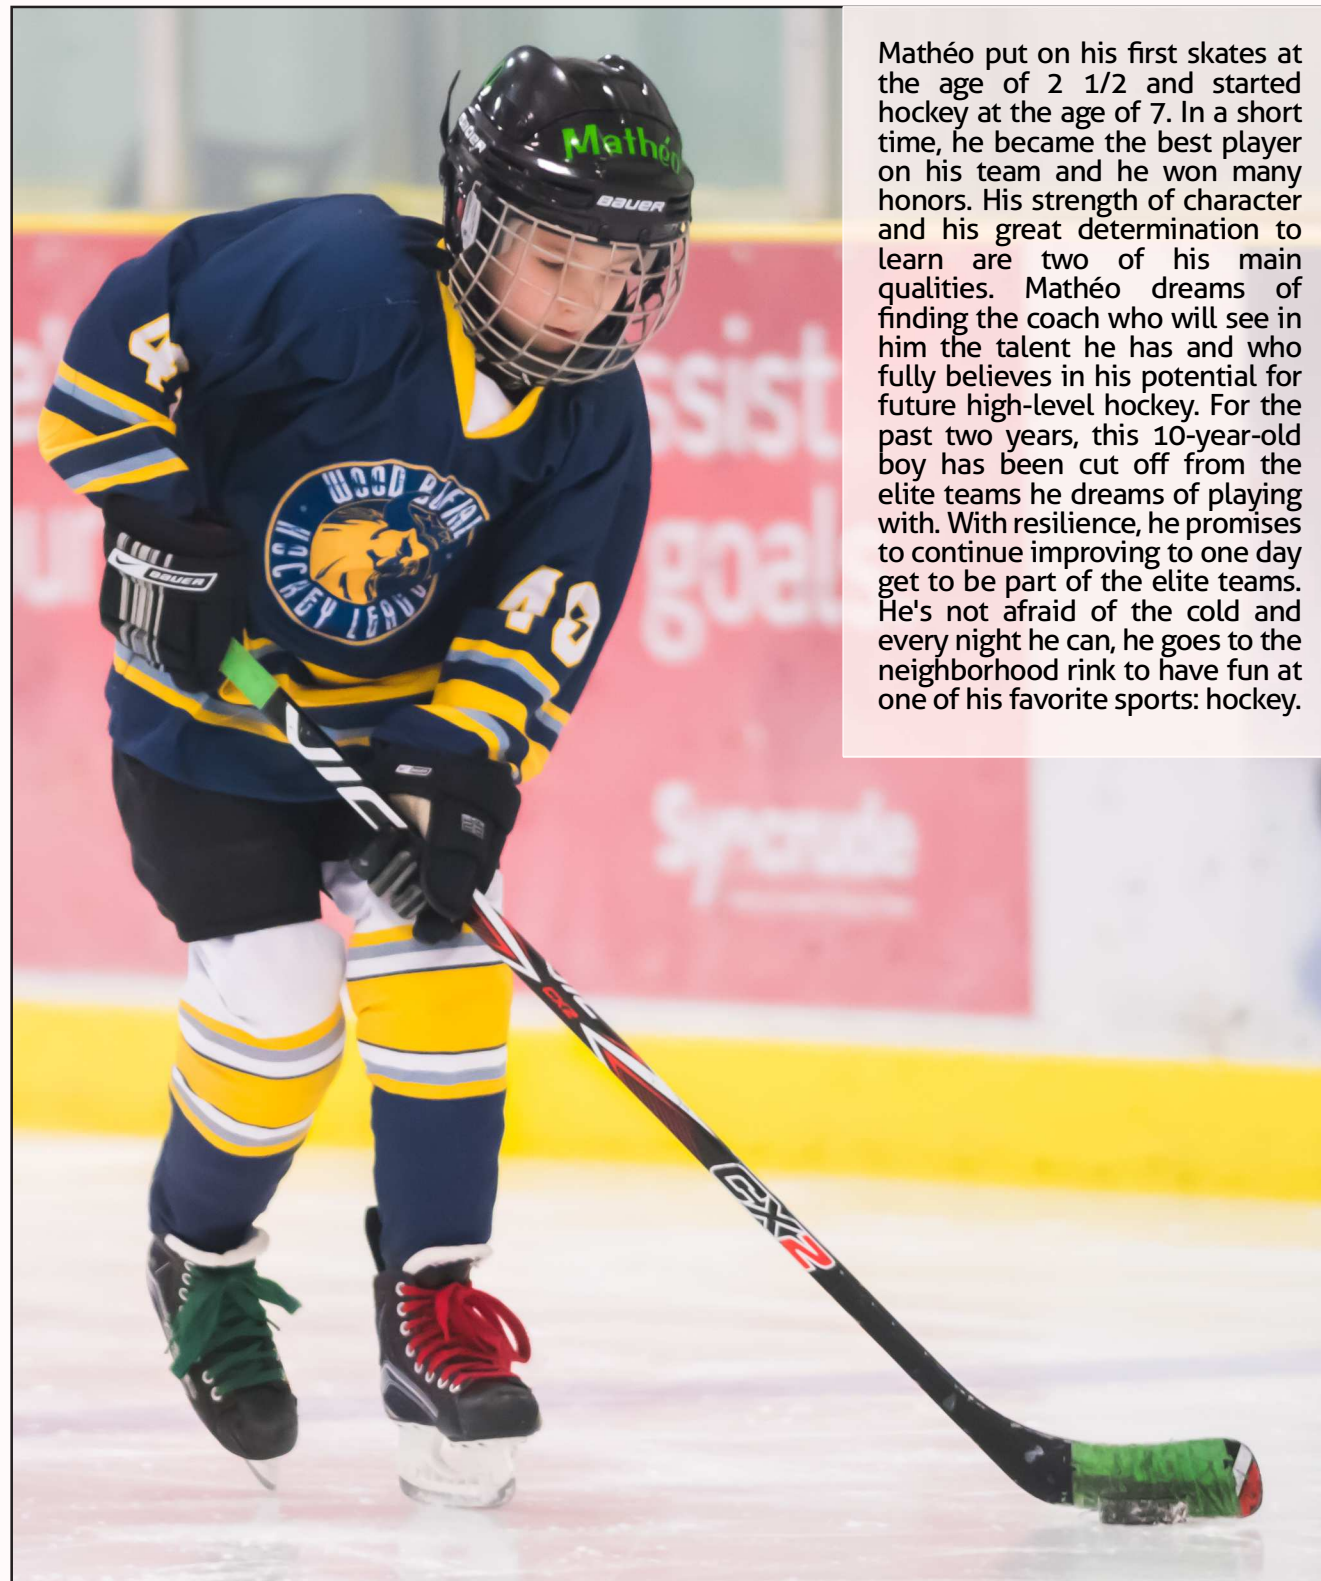 Mathéo put on his first skates at
the age of 2 1/2 and started
hockey at the age of 7. In a short
time, he became the best player
on his team and he won many
honors. His strength of character
and his great determination to
learn are two of his main
qualities. Mathéo dreams of
finding the coach who will see in
him the talent he has and who
fully believes in his potential for
future high-level hockey. For the
past two years, this 10-year-old
boy has been cut off from the
elite teams he dreams of playing
with. With resilience, he promises
to continue improving to one day
get to be part of the elite teams.
He's not afraid of the cold and
every night he can, he goes to the
neighborhood rink to have fun at
one of his favorite sports: hockey.
Mathéo
BAUER
BAUER
ssist
goals
WOOD
HOCKEY
48
BAUER
VIC
Syncrude
CX2
CX2